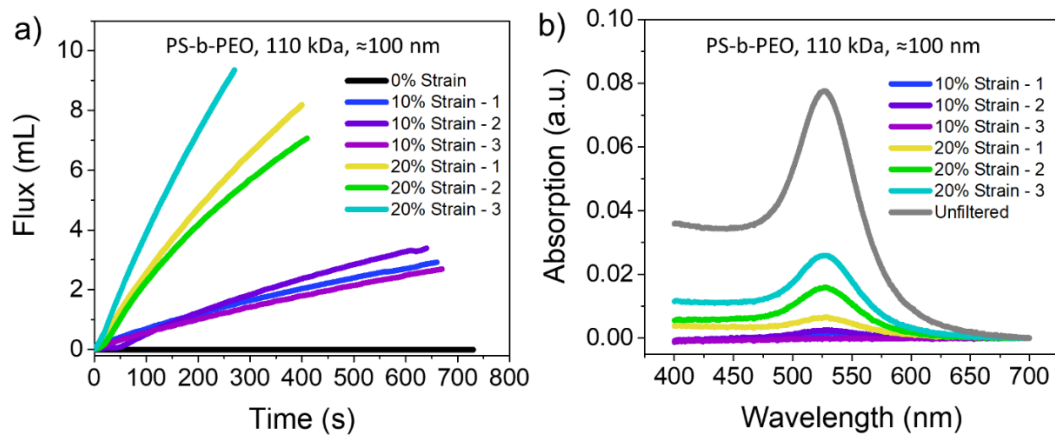 a)
PS-b-PEO, 110 kDa, ≈100 nm
0% Strain
10% Strain - 1
10% Strain - 2
10% Strain - 3
20% Strain - 1
20% Strain - 2
20% Strain - 3
Flux (mL)
10
8
6
4
2
0
0 100 200 300 400 500 600 700 800
Time (s)
b)
PS-b-PEO, 110 kDa, ≈100 nm
10% Strain - 1
10% Strain - 2
10% Strain - 3
20% Strain - 1
20% Strain - 2
20% Strain - 3
Unfiltered
Absorption (a.u.)
0.10
0.08
0.06
0.04
0.02
0.00
400 450 500 550 600 650 700
Wavelength (nm)